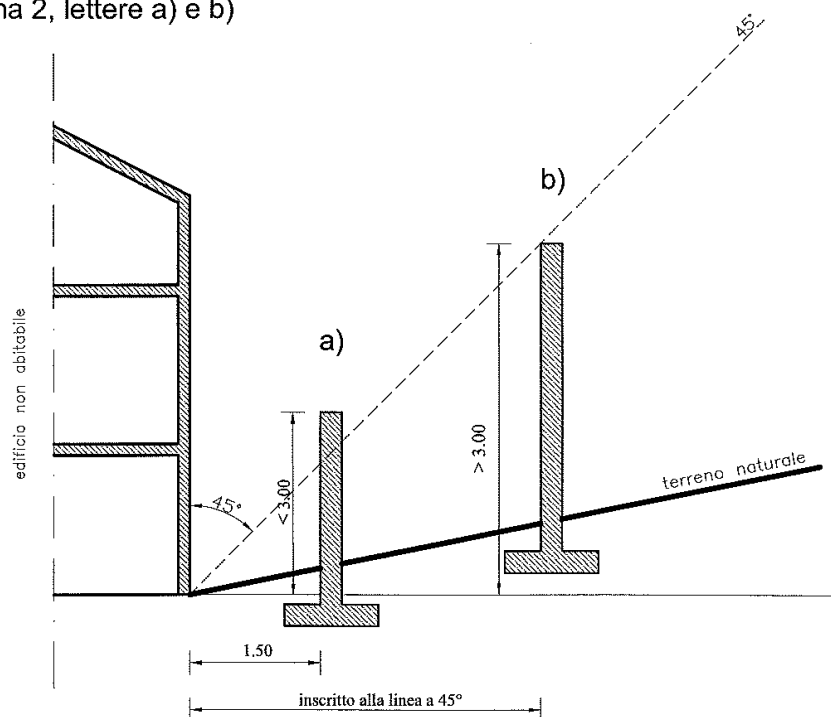 na 2, lettere a) e b)
45°
b)
a)
edificio non abitabile
> 3.00
terreno naturale
45°
< 3.00
1.50
inscritto alla linea a 45°